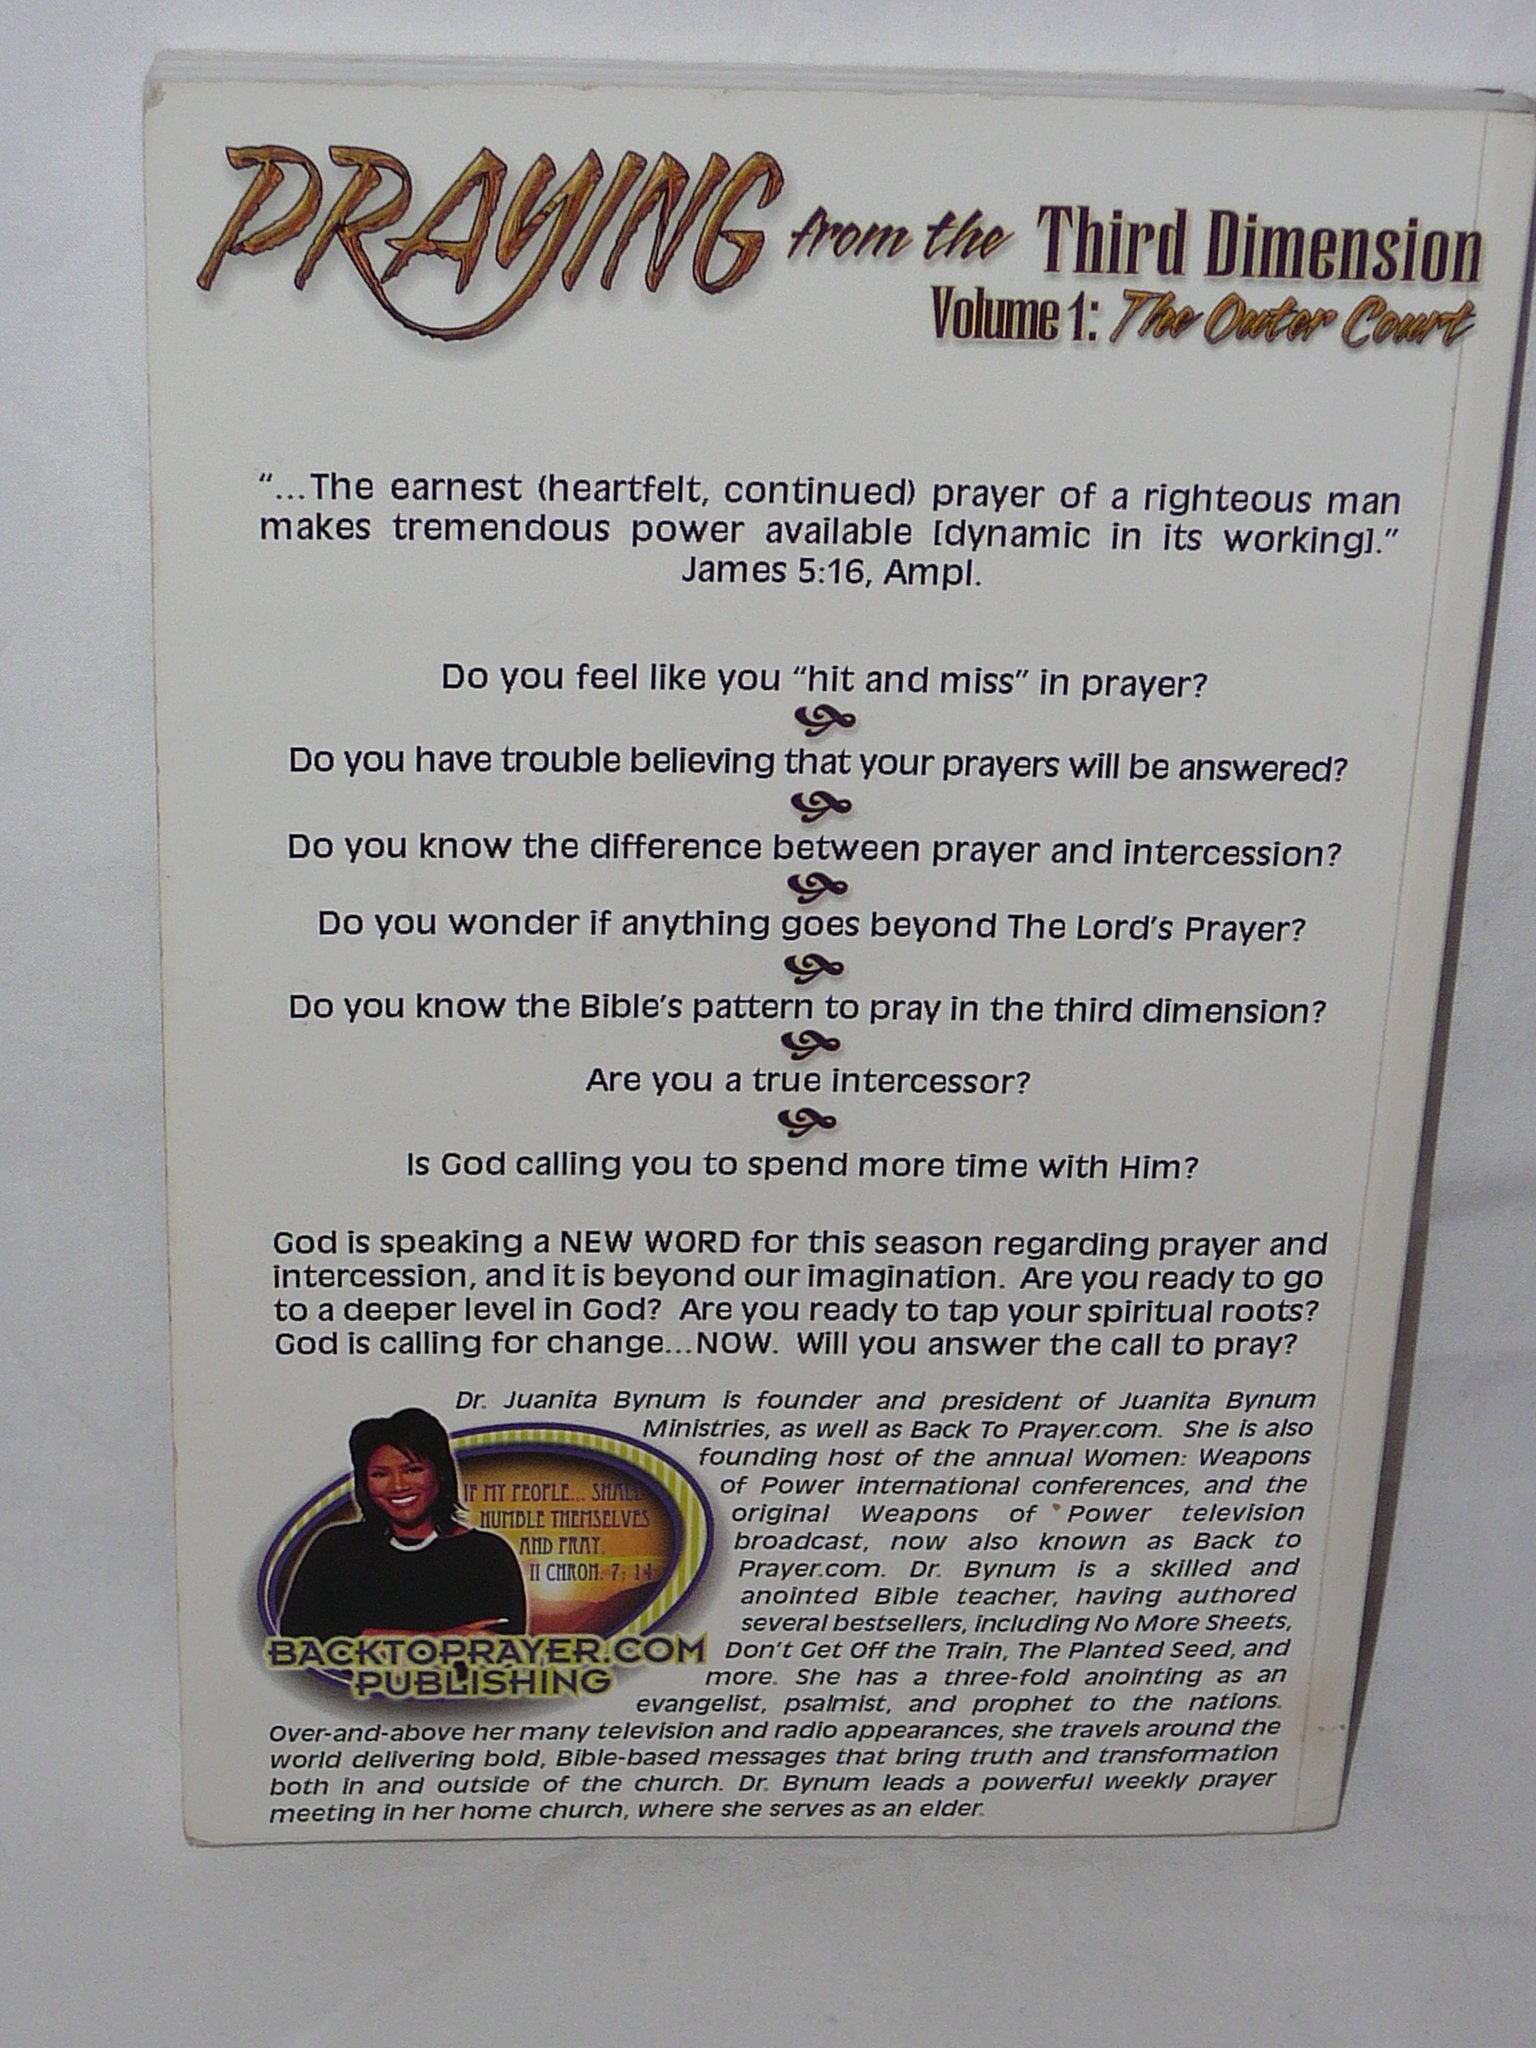 PRAYING from the Third Dimension
Volume 1: The Outer Court
“...The earnest (heartfelt, continued) prayer of a righteous man
makes tremendous power available [dynamic in its working].”
James 5:16, Ampl.
Do you feel like you “hit and miss” in prayer?
Do you have trouble believing that your prayers will be answered?
Do you know the difference between prayer and intercession?
Do you wonder if anything goes beyond The Lord's Prayer?
Do you know the Bible's pattern to pray in the third dimension?
Are you a true intercessor?
Is God calling you to spend more time with Him?
God is speaking a NEW WORD for this season regarding prayer and
intercession, and it is beyond our imagination. Are you ready to go
to a deeper level in God? Are you ready to tap your spiritual roots?
God is calling for change...NOW. Will you answer the call to pray?
Dr. Juanita Bynum is founder and president of Juanita Bynum
Ministries, as well as Back To Prayer.com. She is also
founding host of the annual Women: Weapons
of Power international conferences, and the
original Weapons of Power television
broadcast, now also known as Back to
Prayer.com. Dr. Bynum is a skilled and
anointed Bible teacher, having authored
several bestsellers, including No More Sheets,
Don't Get Off the Train, The Planted Seed, and
more. She has a three-fold anointing as an
evangelist, psalmist, and prophet to the nations.
Over-and-above her many television and radio appearances, she travels around the
world delivering bold, Bible-based messages that bring truth and transformation
both in and outside of the church. Dr. Bynum leads a powerful weekly prayer
meeting in her home church, where she serves as an elder.
IF MY PEOPLE... SHALL
HUMBLE THEMSELVES
AND PRAY.
II CHRON. 7: 14
BACKTOPRAYER.COM
PUBLISHING